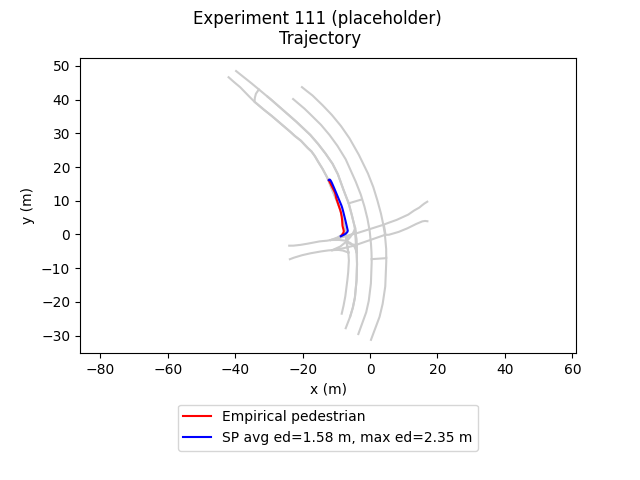 Experiment 111 (placeholder)
Trajectory
50
40
30
20
10
0
−10
−20
−30
y (m)
−80
−60
−40
−20
0
20
40
60
x (m)
Empirical pedestrian
SP avg ed=1.58 m, max ed=2.35 m